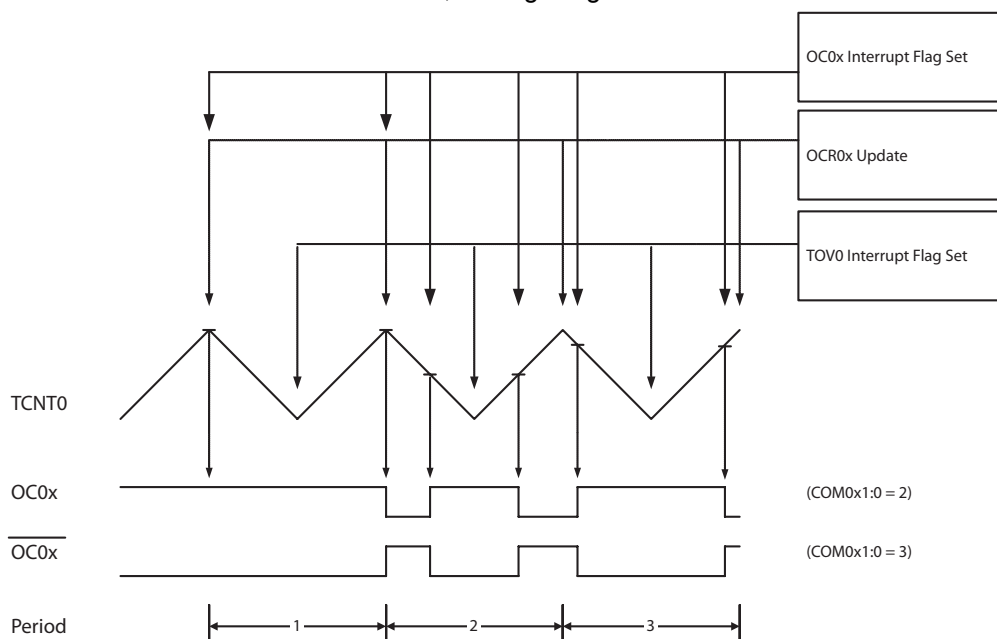 OC0x Interrupt Flag Set
OCR0x Update
TOV0 Interrupt Flag Set
TCNT0
OC0x
(COM0x1:0 = 2)
OC0x
(COM0x1:0 = 3)
Period
1
2
3